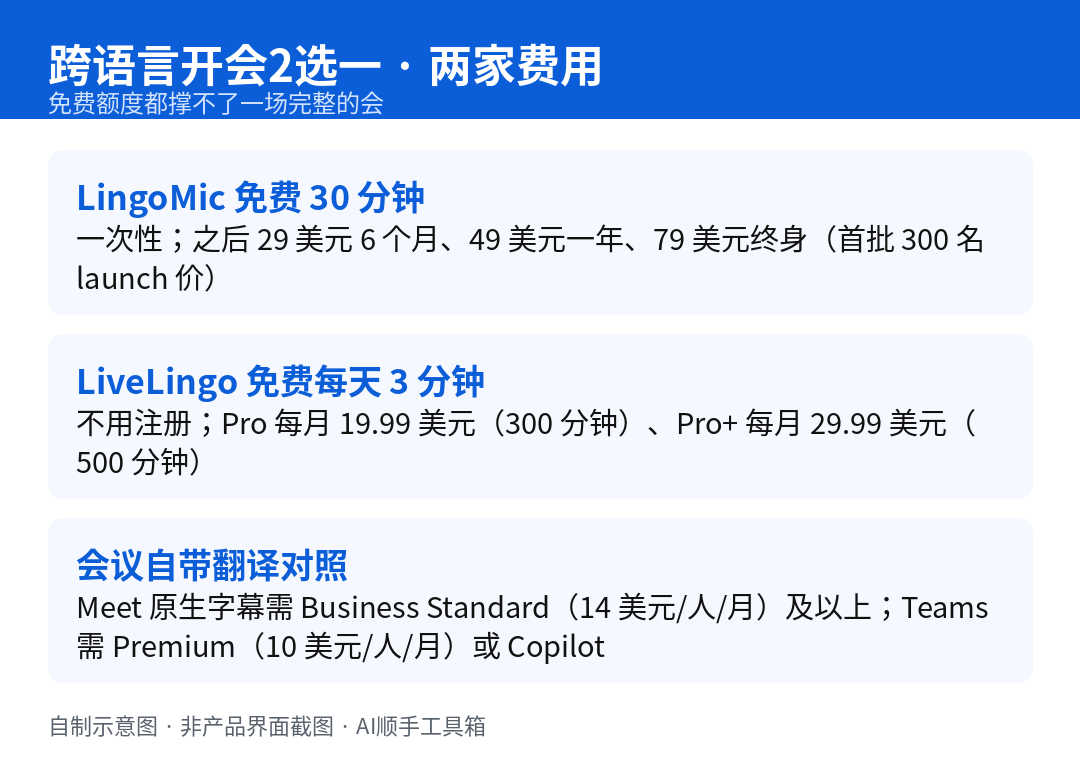 跨语言开会2选一 · 两家费用
免费额度都撑不了一场完整的会
LingoMic 免费 30 分钟
一次性；之后 29 美元 6 个月、49 美元一年、79 美元终身（首批 300 名
launch 价）
LiveLingo 免费每天 3 分钟
不用注册；Pro 每月 19.99 美元（300 分钟）、Pro+ 每月 29.99 美元（
500 分钟）
会议自带翻译对照
Meet 原生字幕需 Business Standard（14 美元/人/月）及以上；Teams
需 Premium（10 美元/人/月）或 Copilot
自制示意图 · 非产品界面截图 · AI顺手工具箱